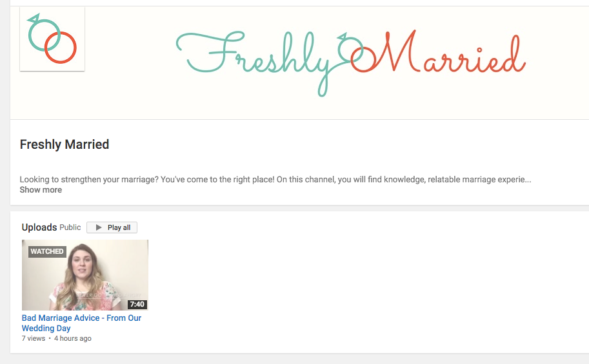 Freshly Married
Freshly Married
Looking to strengthen your marriage? You've come to the right place! On this channel, you will find knowledge, relatable marriage experie...
Show more
Uploads Public Play all
WATCHED
7:40
Bad Marriage Advice - From Our
Wedding Day
7 views • 4 hours ago